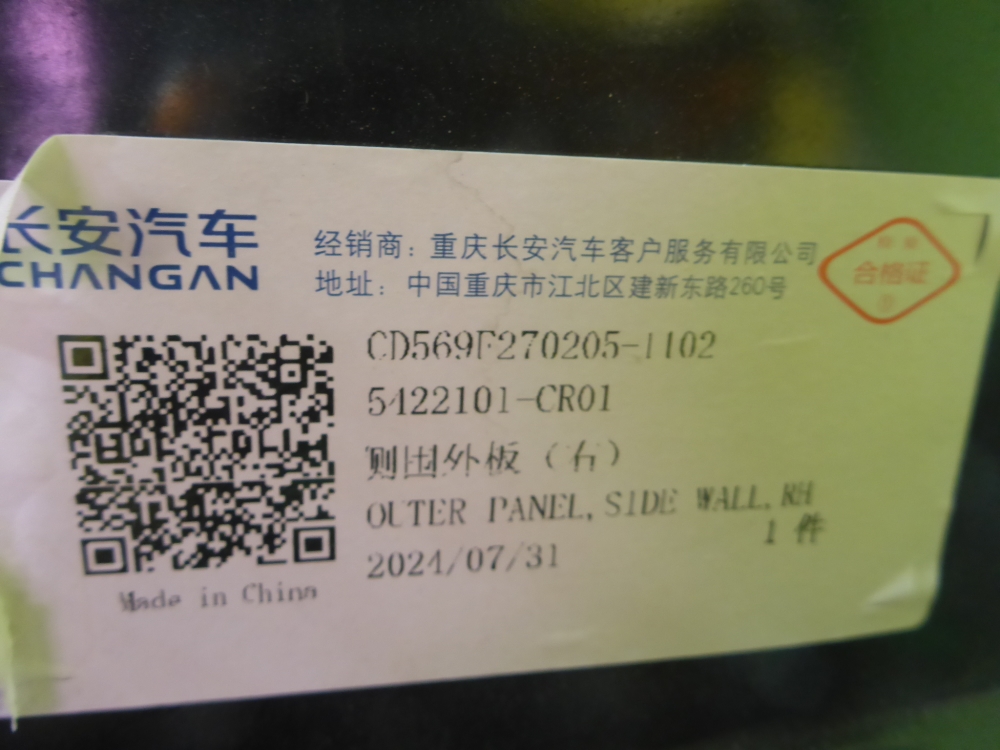 长安汽车
CHANGAN
经销商：重庆长安汽车客户服务有限公司
地址：中国重庆市江北区建新东路260号
合格证
CD569F270205-1102
5422101-CR01
侧围外板（右）
OUTER PANEL, SIDE WALL, RH
1 件
2024/07/31
Made in China